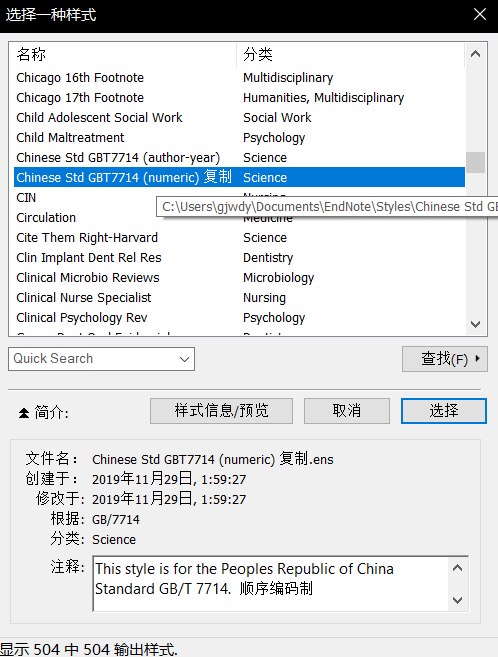 选择一种样式
名称 分类
Chicago 16th Footnote Multidisciplinary
Chicago 17th Footnote Humanities, Multidisciplinary
Child Adolescent Social Work Social Work
Child Maltreatment Psychology
Chinese Std GBT7714 (author-year) Science
Chinese Std GBT7714 (numeric) 复制 Science
CIN
C:\Users\gjwdy\Documents\EndNote\Styles\Chinese Std GB
Circulation Medicine
Cite Them Right-Harvard Science
Clin Implant Dent Rel Res Dentistry
Clinical Microbio Reviews Microbiology
Clinical Nurse Specialist Nursing
Clinical Psychology Rev Psychology
Quick Search 查找(F)
简介: 样式信息/预览 取消 选择
文件名: Chinese Std GBT7714 (numeric) 复制.ens
创建于: 2019年11月29日, 1:59:27
修改于: 2019年11月29日, 1:59:27
根据: GB/7714
分类: Science
注释: This style is for the Peoples Republic of China
Standard GB/T 7714. 顺序编码制
显示 504 中 504 输出样式.